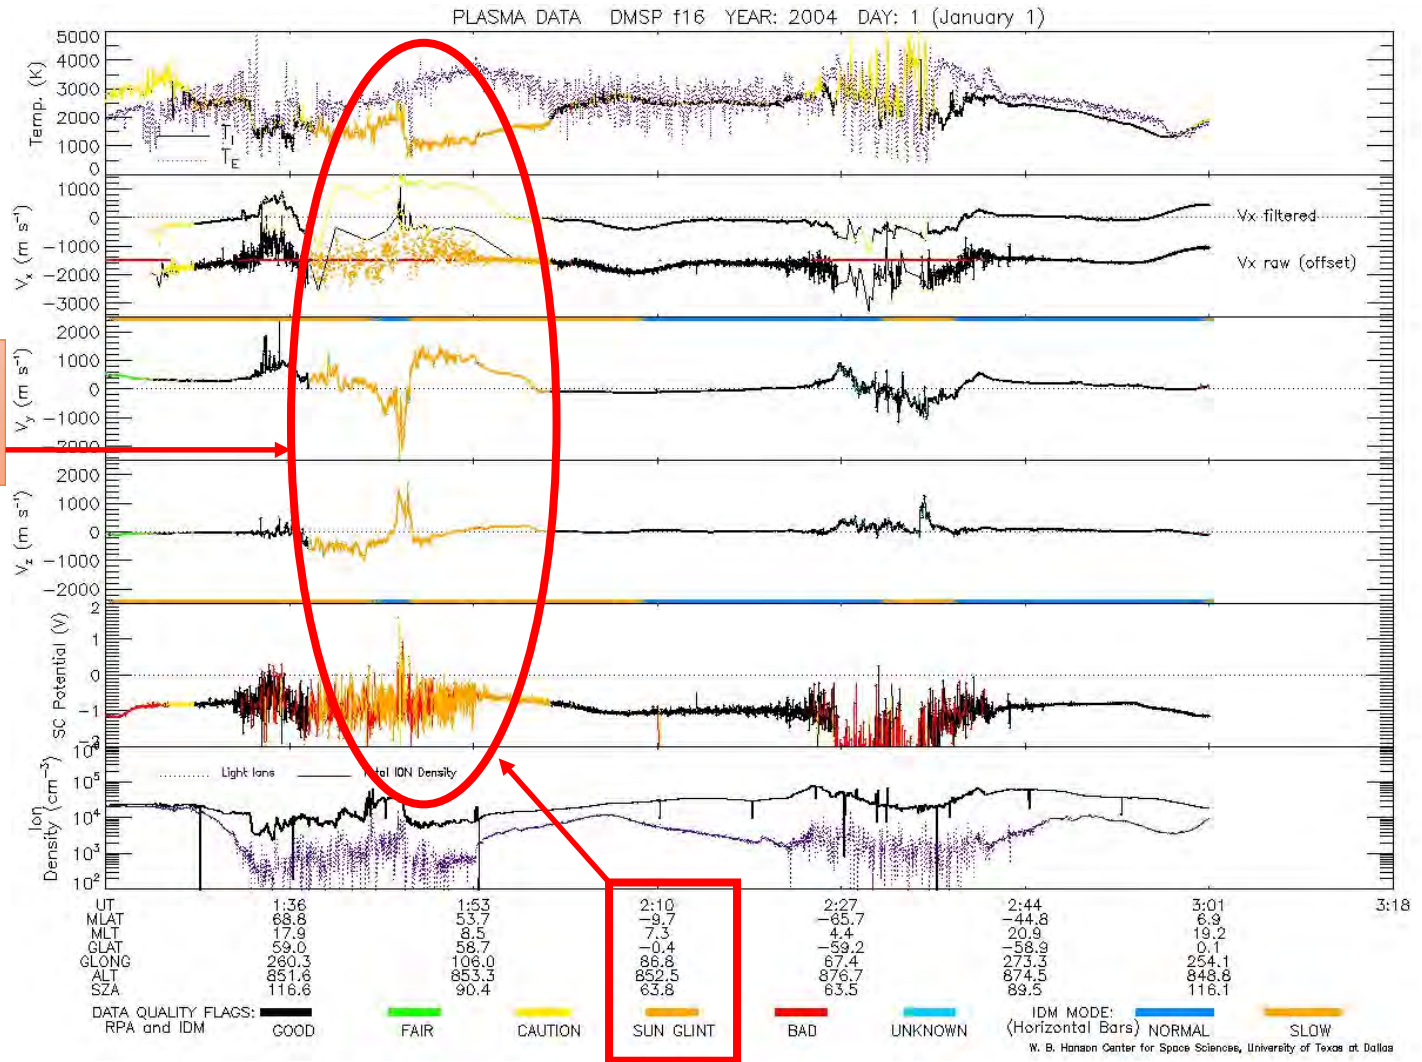 PLASMA DATA DMSP f16 YEAR: 2004 DAY: 1 (January 1)
Temp. (K)
5000
4000
3000
2000
1000
0
T_I
T_E
V_x (m s⁻¹)
1000
0
-1000
-2000
-3000
Vx filtered
Vx raw (offset)
V_y (m s⁻¹)
2000
1000
0
-1000
-2000
V_z (m s⁻¹)
2000
1000
0
-1000
-2000
SC Potential (V)
2
1
0
-1
-2
Ion
Density (cm⁻³)
10⁵
10⁴
10³
10²
Light Ions
ION Density
UT 1:36 1:53 2:10 2:27 2:44 3:01 3:18
MLAT 68.8 53.7 -9.7 -65.7 -44.8 6.9
MLT 17.9 8.5 7.3 4.4 20.9 19.2
GLAT 59.0 58.7 -0.4 -59.2 -58.9 0.1
GLONG 260.3 106.0 86.8 67.4 273.3 254.1
ALT 851.6 853.3 852.5 876.7 874.5 848.8
SZA 116.6 90.4 63.8 63.5 89.5 116.1
DATA QUALITY FLAGS:
RPA and IDM
GOOD FAIR CAUTION SUN GLINT BAD UNKNOWN
IDM MODE:
(Horizontal Bars) NORMAL SLOW
W. B. Hanson Center for Space Sciences, University of Texas at Dallas